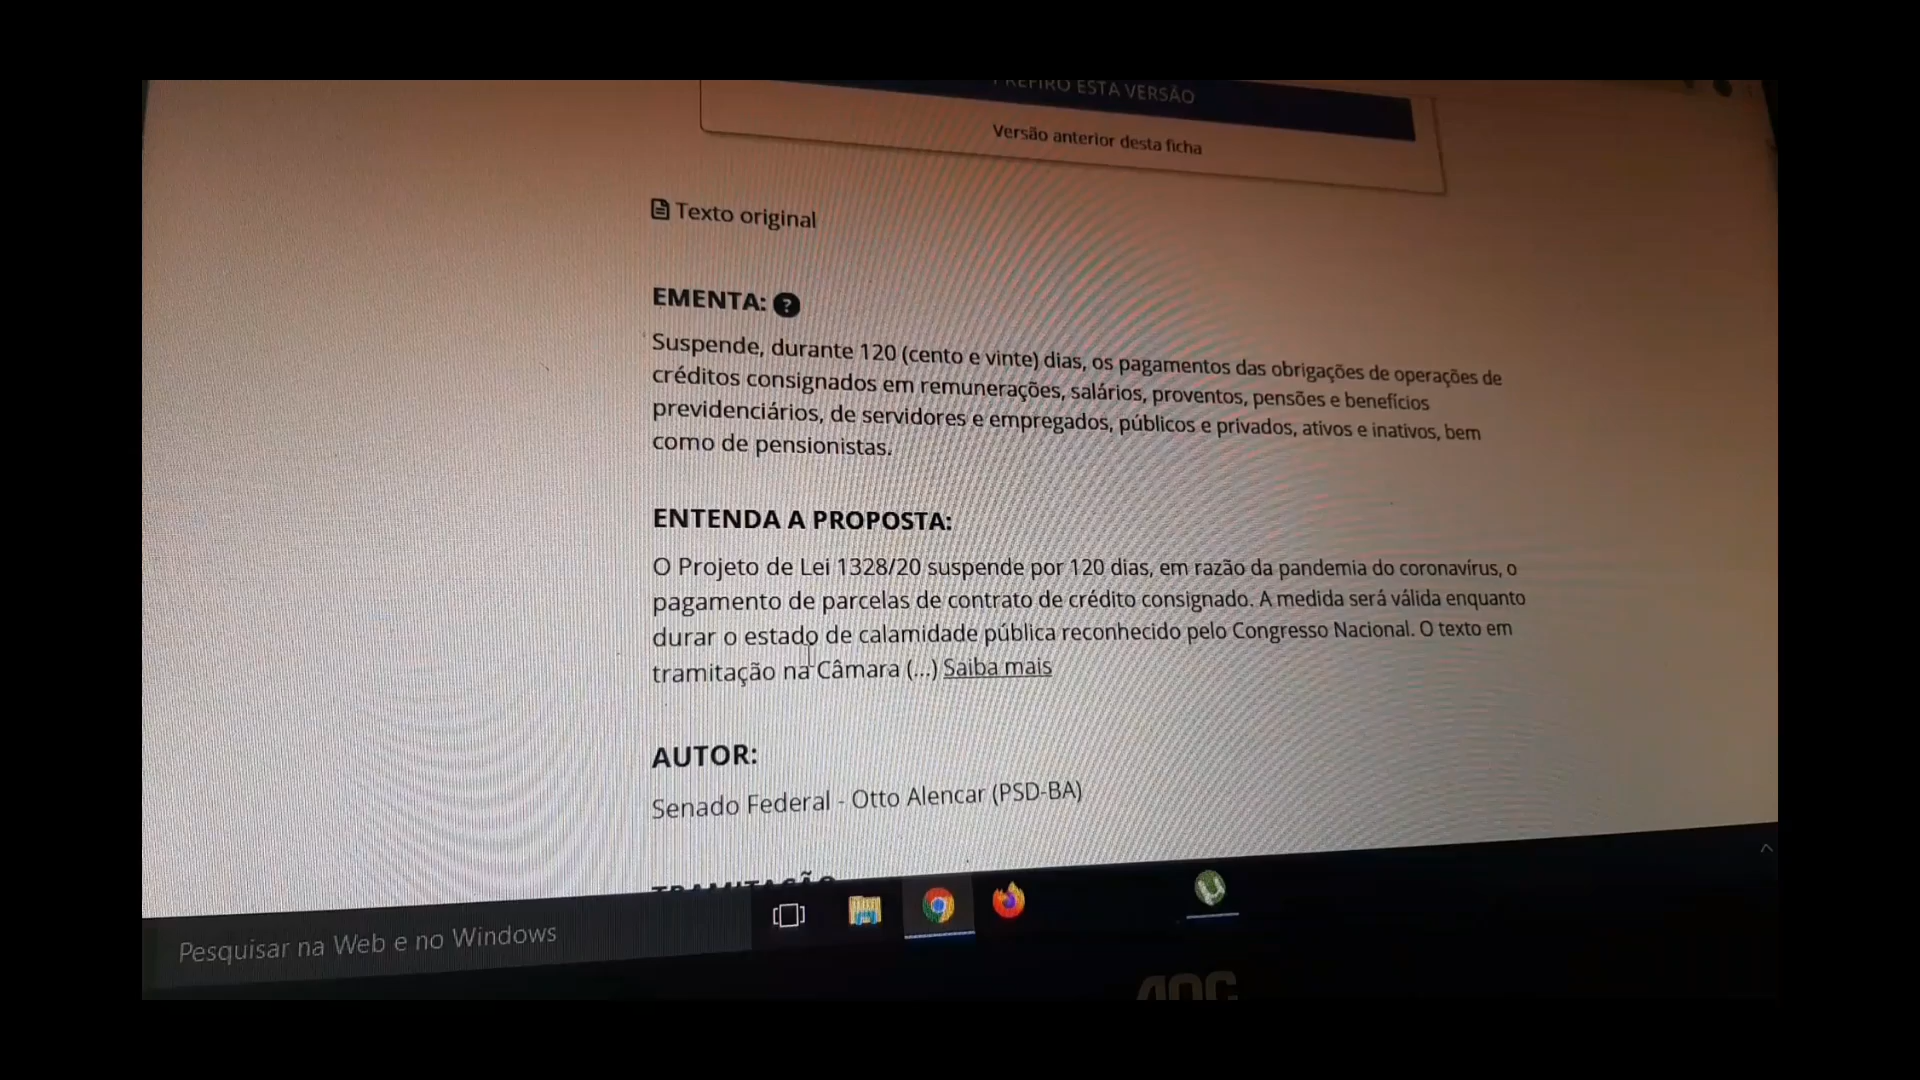 PREFIRO ESTA VERSÃO
Versão anterior desta ficha
Texto original
EMENTA: ?
Suspende, durante 120 (cento e vinte) dias, os pagamentos das obrigações de operações de
créditos consignados em remunerações, salários, proventos, pensões e benefícios
previdenciários, de servidores e empregados, públicos e privados, ativos e inativos, bem
como de pensionistas.
ENTENDA A PROPOSTA:
O Projeto de Lei 1328/20 suspende por 120 dias, em razão da pandemia do coronavírus, o
pagamento de parcelas de contrato de crédito consignado. A medida será válida enquanto
durar o estado de calamidade pública reconhecido pelo Congresso Nacional. O texto em
tramitação na Câmara (...) Saiba mais
AUTOR:
Senado Federal - Otto Alencar (PSD-BA)
TRAMITAÇÃO
Pesquisar na Web e no Windows
AOC